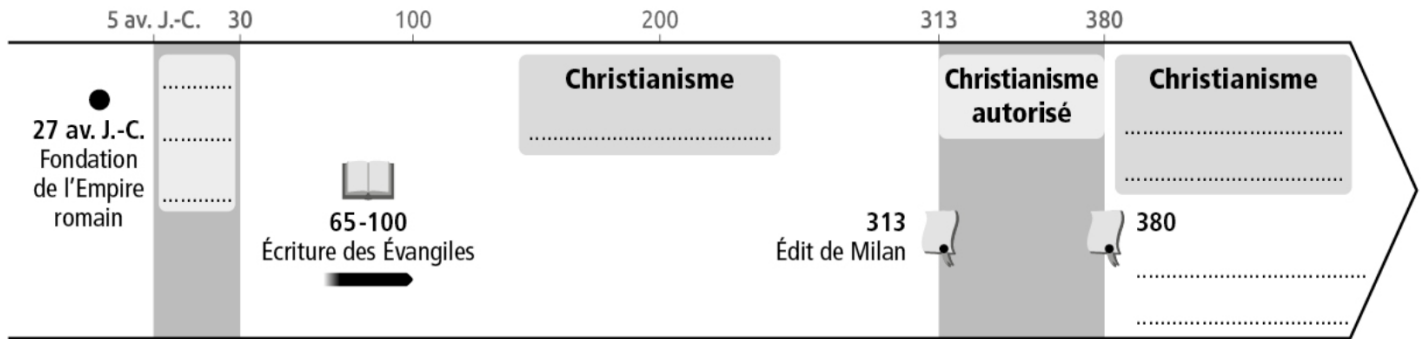 5 av. J.-C. 30 100 200 313 380
27 av. J.-C.
Fondation
de l’Empire
romain
............
............
............
65-100
Écriture des Évangiles
Christianisme
..........................................
313
Édit de Milan
Christianisme
autorisé
Christianisme
......................................
......................................
380
........................................
.....................................